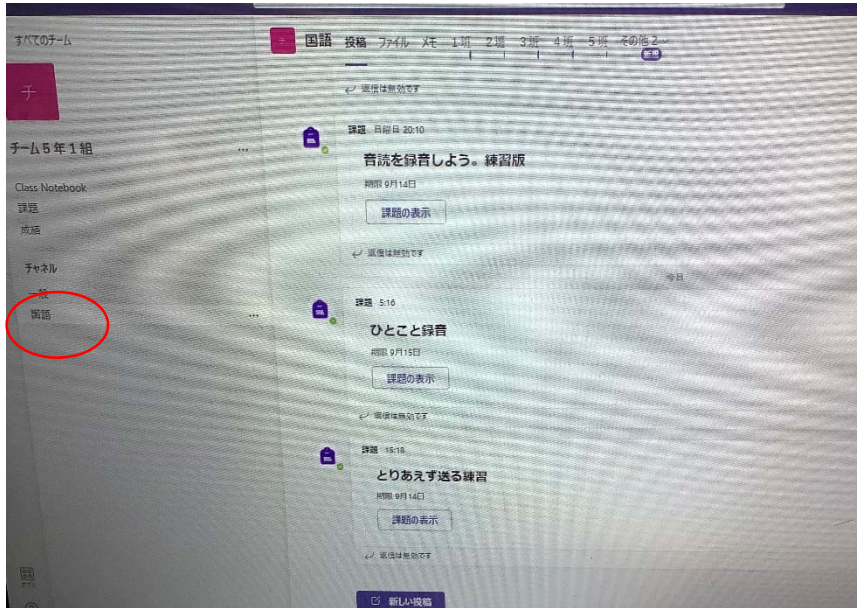 すべてのチーム
国語 投稿 ファイル メモ 1班 2班 3班 4班 5班 その他 2
新規
チ
返信は無効です
課題 日曜日 20:10
チーム5年1組 …
音読を録音しよう。練習版
期限 9月14日
Class Notebook
課題の表示
課題
成績
返信は無効です
チャネル
今日
一般
課題 5:16
国語 …
ひとこと録音
期限 9月15日
課題の表示
返信は無効です
課題 15:18
とりあえず送る練習
期限 9月14日
課題の表示
返信は無効です
新しい投稿